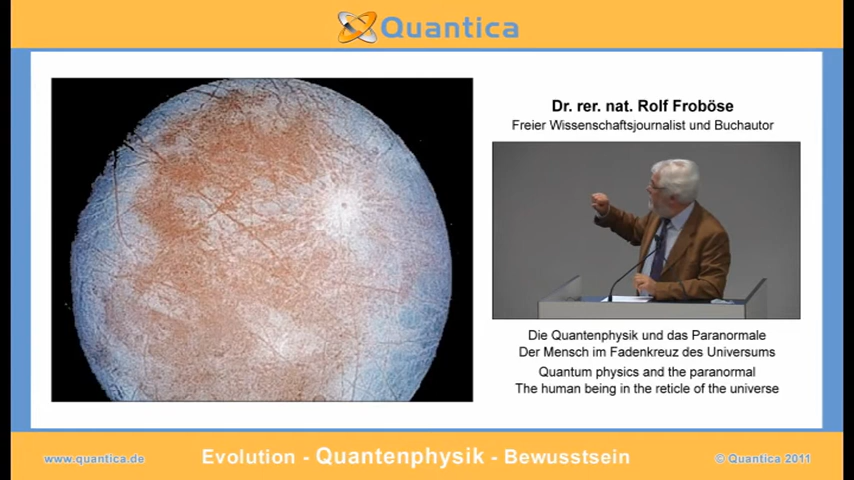 Quantica
Dr. rer. nat. Rolf Froböse
Freier Wissenschaftsjournalist und Buchautor
Die Quantenphysik und das Paranormale
Der Mensch im Fadenkreuz des Universums
Quantum physics and the paranormal
The human being in the reticle of the universe
www.quantica.de
Evolution - Quantenphysik - Bewusstsein
© Quantica 2011